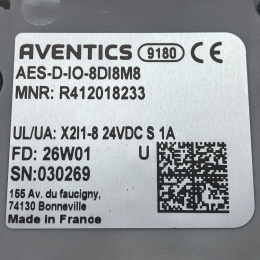 AVENTICS 9180 CE
AES-D-IO-8DI8M8
MNR: R412018233
UL/UA: X2I1-8 24VDC S 1A
FD: 26W01 U
SN:030269
155 Av. du faucigny,
74130 Bonneville
Made in France